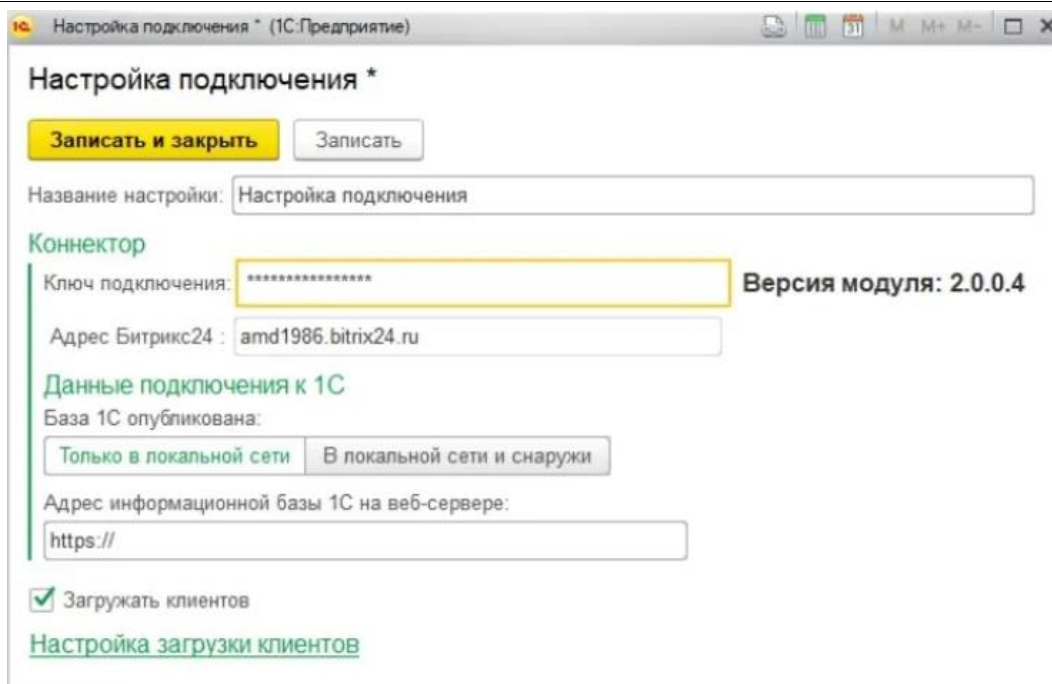 1С Настройка подключения * (1С:Предприятие) 31 M M+ M-
Настройка подключения *
Записать и закрыть Записать
Название настройки: Настройка подключения
Коннектор
Ключ подключения: **************** Версия модуля: 2.0.0.4
Адрес Битрикс24 : amd1986.bitrix24.ru
Данные подключения к 1С
База 1С опубликована:
Только в локальной сети В локальной сети и снаружи
Адрес информационной базы 1С на веб-сервере:
https://
Загружать клиентов
Настройка загрузки клиентов